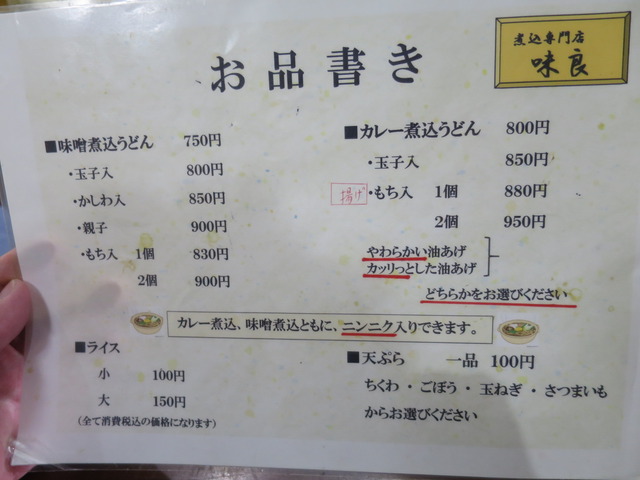 お品書き
煮込専門店
味良
■味噌煮込うどん 750円
・玉子入 800円
・かしわ入 850円
・親子 900円
・もち入 1個 830円
2個 900円
■カレー煮込うどん 800円
・玉子入 850円
揚げ ・もち入 1個 880円
2個 950円
やわらかい油あげ
カッリっとした油あげ
どちらかをお選びください
カレー煮込、味噌煮込ともに、ニンニク入りできます。
■ライス
小 100円
大 150円
(全て消費税込の価格になります)
■天ぷら 一品 100円
ちくわ・ごぼう・玉ねぎ・さつまいも
からお選びください